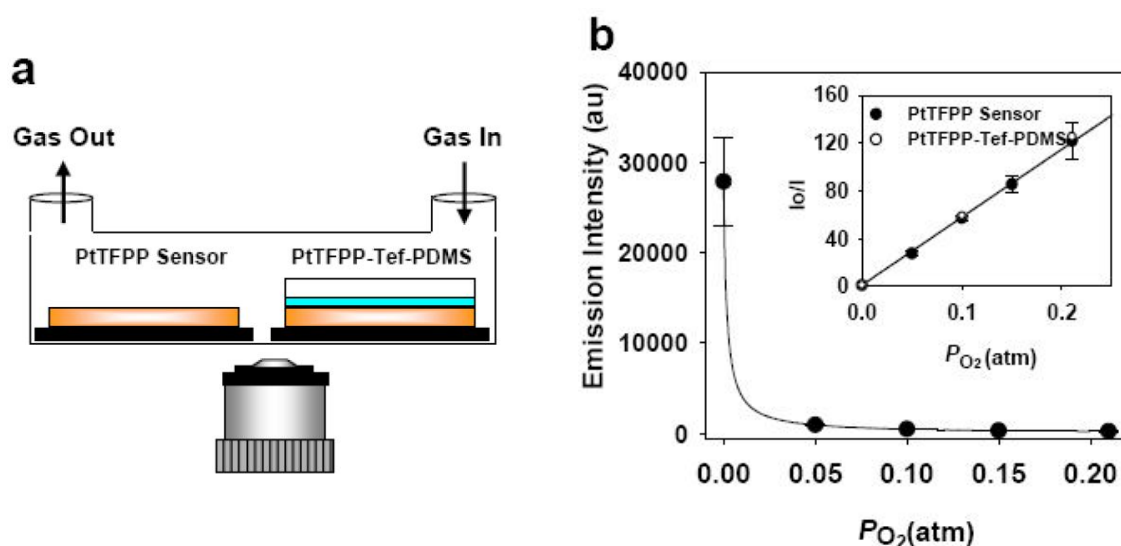 a
Gas Out
Gas In
PtTFPP Sensor
PtTFPP-Tef-PDMS
b
Emission Intensity (au)
40000
30000
20000
10000
0
0.00 0.05 0.10 0.15 0.20
PO2(atm)
Io/I
160
120
80
40
0
PtTFPP Sensor
PtTFPP-Tef-PDMS
0.0 0.1 0.2
PO2(atm)